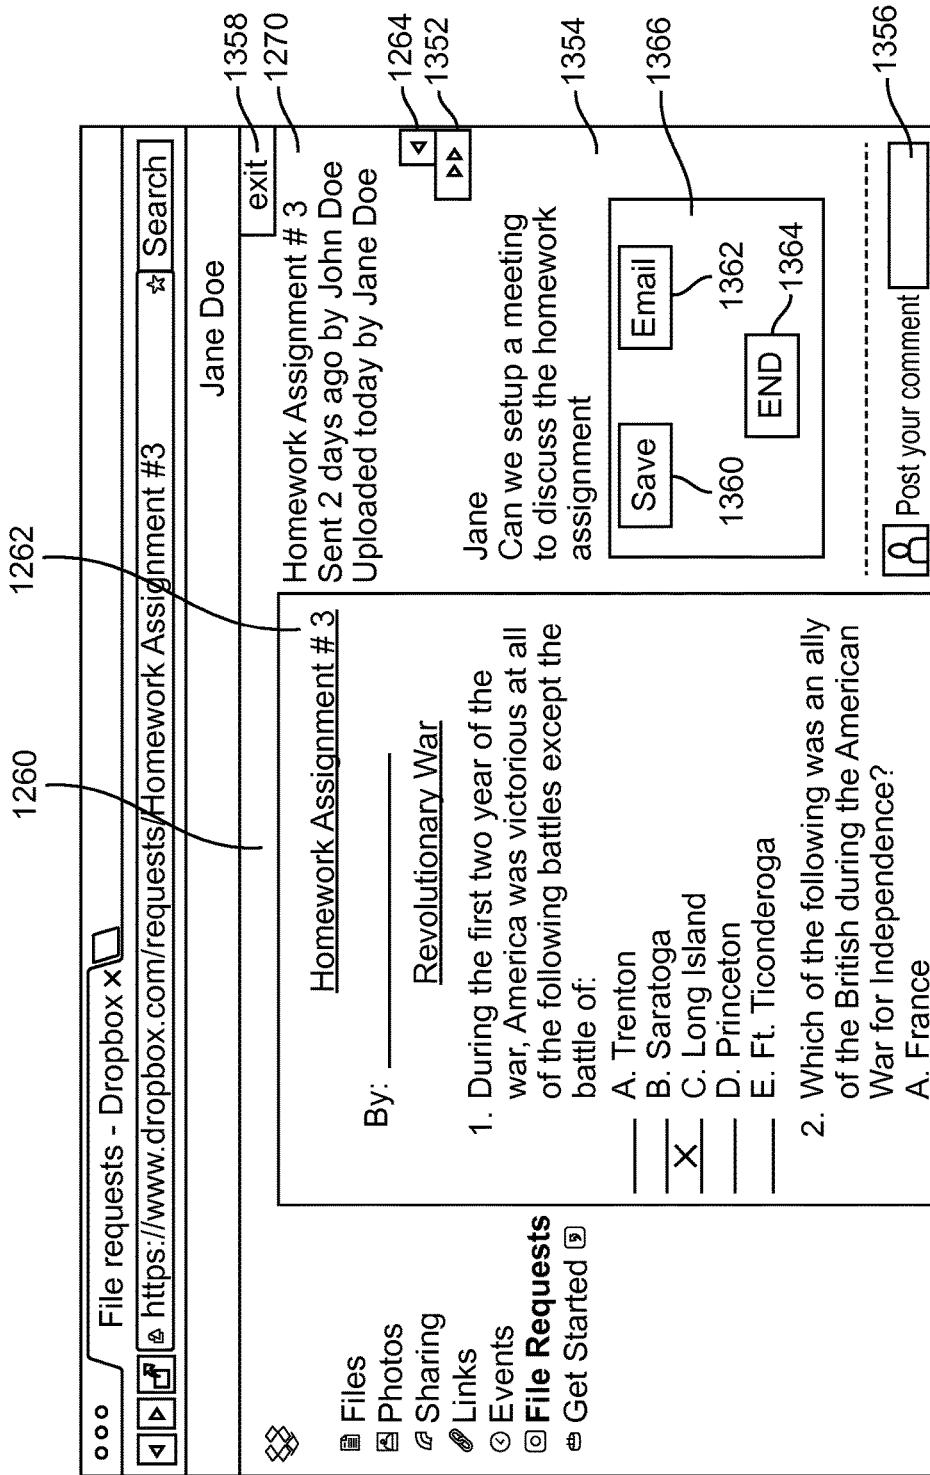 1260
1262
File requests - Dropbox ×
https://www.dropbox.com/requests/Homework Assignment #3
Search
Jane Doe
exit
1358
1270
Files
Photos
Sharing
Links
Events
File Requests
Get Started
Homework Assignment # 3
By:
Revolutionary War
1. During the first two year of the
war, America was victorious at all
of the following battles except the
battle of:
A. Trenton
B. Saratoga
X C. Long Island
D. Princeton
E. Ft. Ticonderoga
2. Which of the following was an ally
of the British during the American
War for Independence?
A. France
Homework Assignment # 3
Sent 2 days ago by John Doe
Uploaded today by Jane Doe
1264
1352
Jane
Can we setup a meeting
to discuss the homework
assignment
1354
Save
Email
1360
1362
END
1364
1366
Post your comment
1356